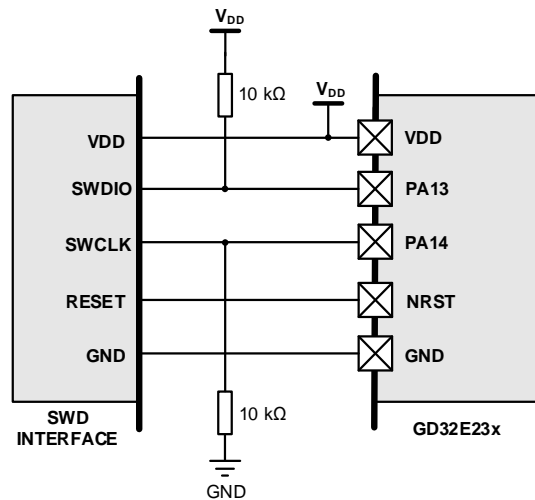 VDD
10 kΩ
VDD
VDD
VDD
SWDIO
PA13
SWCLK
PA14
RESET
NRST
GND
GND
10 kΩ
SWD
INTERFACE
GD32E23x
GND